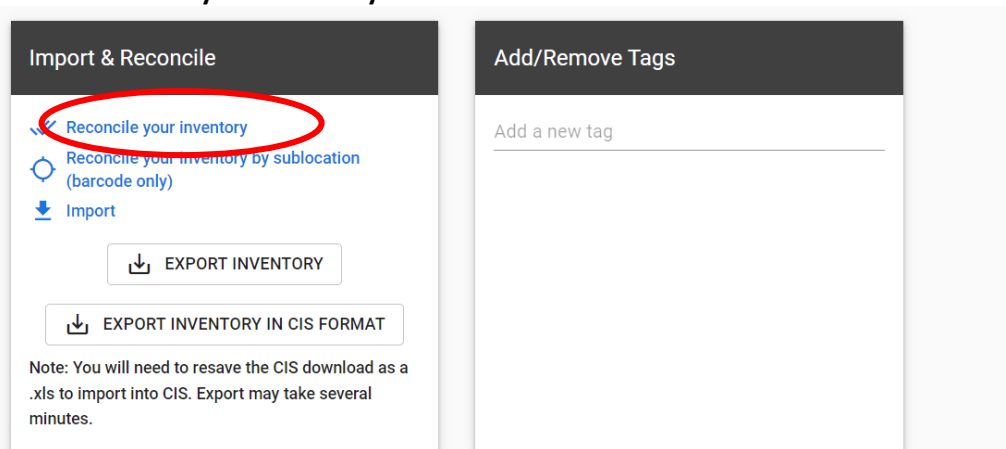 Import & Reconcile
Reconcile your inventory
Reconcile your inventory by sublocation
(barcode only)
Import
EXPORT INVENTORY
EXPORT INVENTORY IN CIS FORMAT
Note: You will need to resave the CIS download as a
.xls to import into CIS. Export may take several
minutes.
Add/Remove Tags
Add a new tag